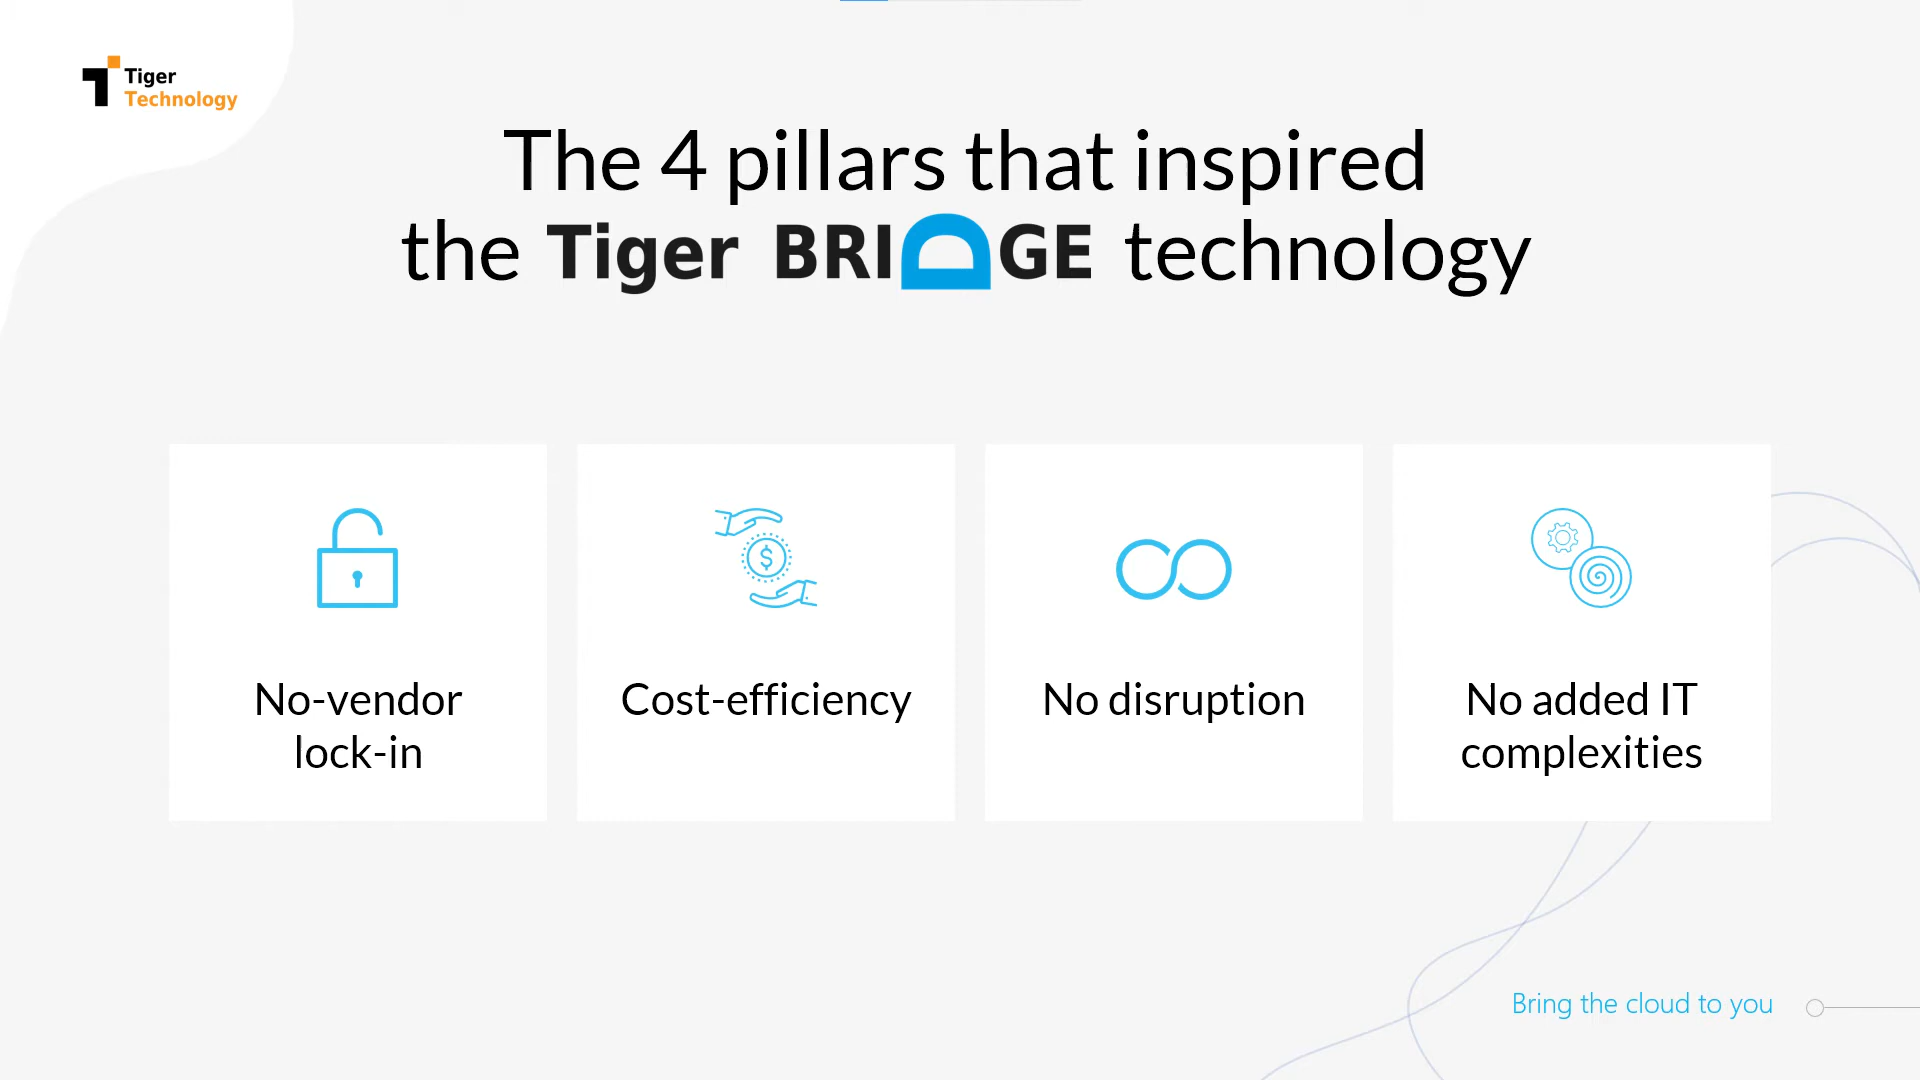 Tiger
Technology
The 4 pillars that inspired
the Tiger BRIDGE technology
$
No-vendor
lock-in
Cost-efficiency
No disruption
No added IT
complexities
Bring the cloud to you